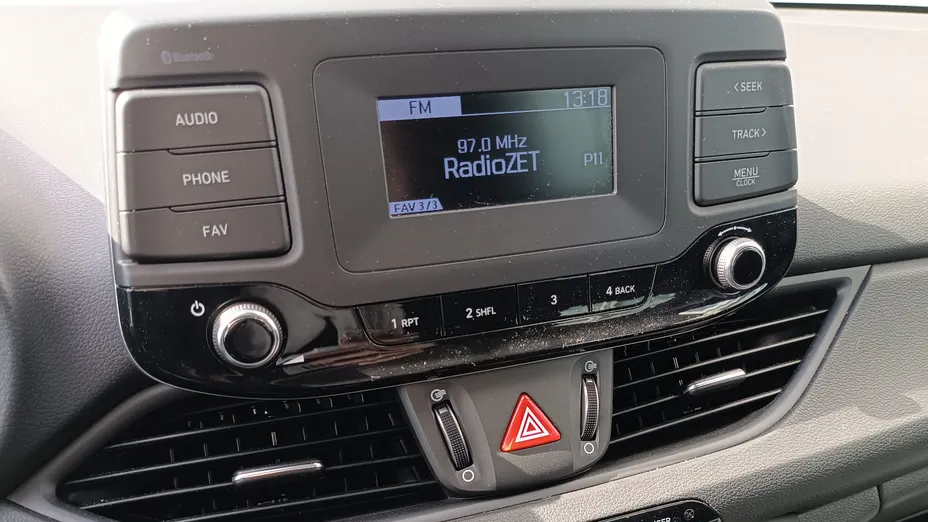 Bluetooth
AUDIO
PHONE
FAV
FM
13:18
97.0 MHz
RadioZET
P11
FAV 3/3
< SEEK
TRACK >
MENU
CLOCK
1 RPT
2 SHFL
3
4 BACK